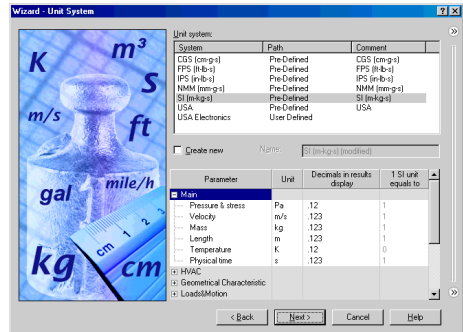 Wizard - Unit System
K
m³
S
m/s
ft
gal
mile/h
cm 1 2 3
kg
cm
Unit system:
System Path Comment
CGS (cm-g-s) Pre-Defined CGS (cm-g-s)
FPS (ft-lb-s) Pre-Defined FPS (ft-lb-s)
IPS (in-lb-s) Pre-Defined IPS (in-lb-s)
NMM (mm-g-s) Pre-Defined NMM (mm-g-s)
SI (m-kg-s) Pre-Defined SI (m-kg-s)
USA Pre-Defined USA
USA Electronics User Defined
Create new Name: SI (m-kg-s) (modified)
Parameter Unit Decimals in results display 1 SI unit equals to
Main
Pressure & stress Pa .12 1
Velocity m/s .123 1
Mass kg .123 1
Length m .123 1
Temperature K .12 0
Physical time s .123 1
HVAC
Geometrical Characteristic
Loads&Motion
< Back Next > Cancel Help